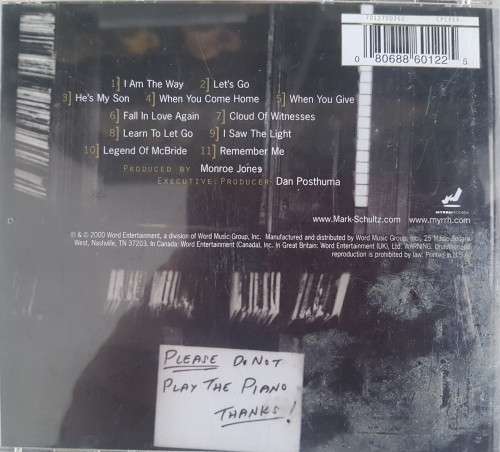 0 80688 60122 5
1] I Am The Way 2] Let's Go
3] He's My Son 4] When You Come Home 5] When You Give
6] Fall In Love Again 7] Cloud Of Witnesses
8] Learn To Let Go 9] I Saw The Light
10] Legend Of McBride 11] Remember Me
PRODUCED BY Monroe Jones
EXECUTIVE PRODUCER Dan Posthuma
www.Mark-Schultz.com www.myrrh.com
℗ & © 2000 Word Entertainment, a division of Word Music Group, Inc. Manufactured and distributed by Word Music Group, Inc., 25 Music Square
West, Nashville, TN 37203. In Canada: Word Entertainment (Canada), Inc. In Great Britain: Word Entertainment (UK), Ltd. WARNING:
reproduction is prohibited by law. Printed in U.S.A.
PLEASE DO NOT
PLAY THE PIANO
THANKS!